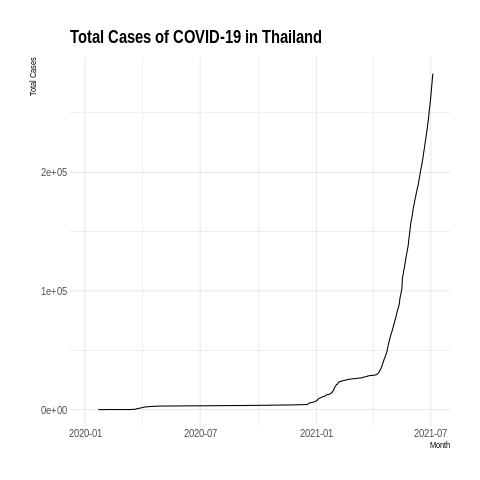 Total Cases of COVID-19 in Thailand
Total Cases
2e+05
1e+05
0e+00
2020-01 2020-07 2021-01 2021-07
Month